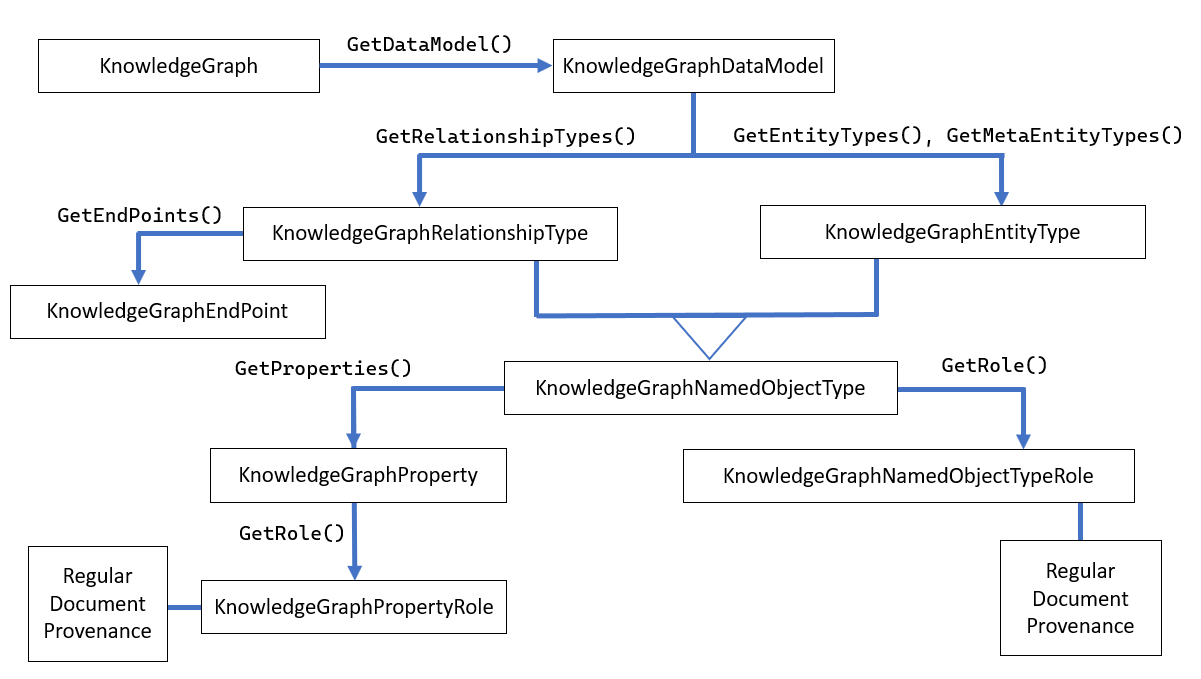 GetDataModel()
KnowledgeGraph
KnowledgeGraphDataModel
GetRelationshipTypes()
GetEntityTypes(), GetMetaEntityTypes()
GetEndPoints()
KnowledgeGraphRelationshipType
KnowledgeGraphEntityType
KnowledgeGraphEndPoint
GetProperties()
KnowledgeGraphNamedObjectType
GetRole()
KnowledgeGraphProperty
KnowledgeGraphNamedObjectTypeRole
GetRole()
Regular
Document
Provenance
KnowledgeGraphPropertyRole
Regular
Document
Provenance